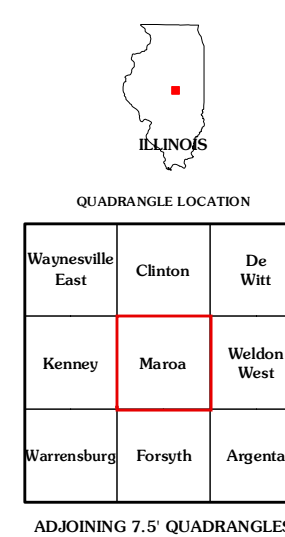 ILLINOIS
QUADRANGLE LOCATION
Waynesville
East
Clinton
De
Witt
Kenney
Maroa
Weldon
West
Warrensburg
Forsyth
Argenta
ADJOINING 7.5' QUADRANGLES